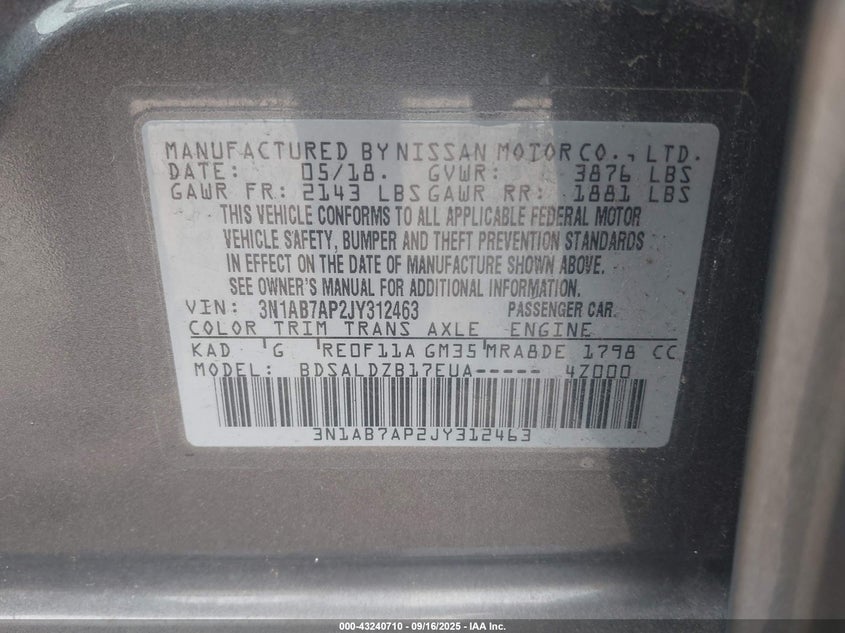 MANUFACTURED BY NISSAN MOTOR CO., LTD.
DATE: 05/18. GVWR: 3876 LBS
GAWR FR: 2143 LBS GAWR RR: 1881 LBS
THIS VEHICLE CONFORMS TO ALL APPLICABLE FEDERAL MOTOR
VEHICLE SAFETY, BUMPER AND THEFT PREVENTION STANDARDS
IN EFFECT ON THE DATE OF MANUFACTURE SHOWN ABOVE.
SEE OWNER'S MANUAL FOR ADDITIONAL INFORMATION.
VIN: 3N1AB7AP2JY312463 PASSENGER CAR
COLOR TRIM TRANS AXLE ENGINE
KAD G RE0F11A GM35 MRA8DE 1798 CC
MODEL: BDSALDZB17EUA----- 4Z000
3N1AB7AP2JY312463
000-43240710 - 09/16/2025 - IAA Inc.